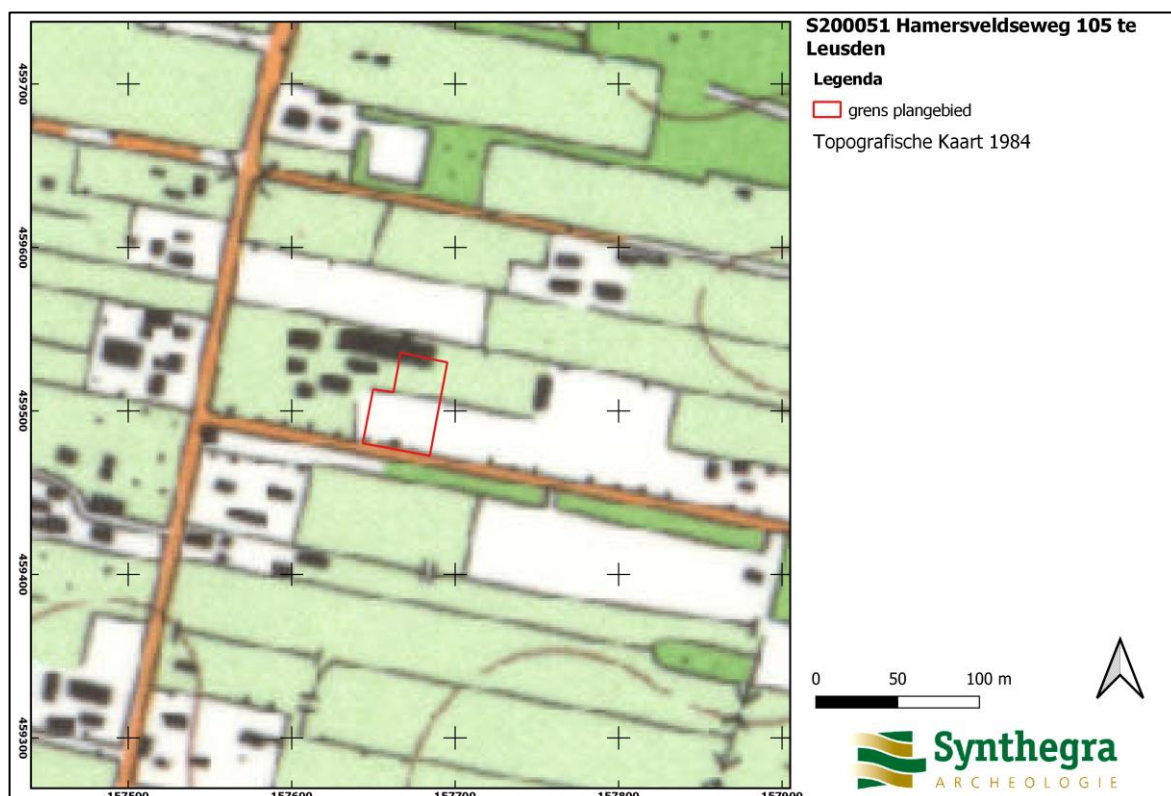 S200051 Hamersveldseweg 105 te
Leusden
Legenda
grens plangebied
Topografische Kaart 1984
459700
459600
459500
459400
459300
157500
157600
157700
157800
157900
0 50 100 m
Synthegra
ARCHEOLOGIE